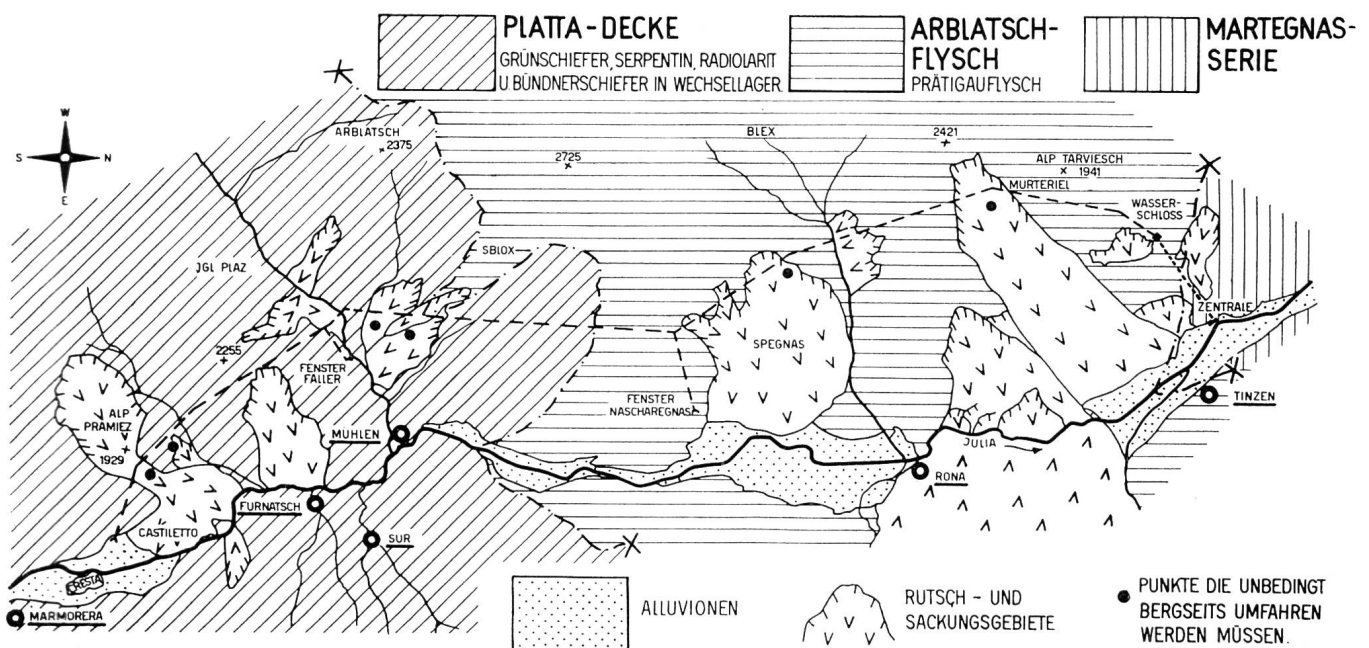 PLATTA-DECKE
GRÜNSCHIEFER, SERPENTIN, RADIOLARIT
U. BÜNDNERSCHIEFER IN WECHSELLAGER.
ARBLATSCH-
FLYSCH
PRÄTIGAUFLYSCH
MARTEGNAS-
SERIE
W
S
N
E
ARBLATSCH
2375
2725
BLEX
2421
ALP TARVIESCH
1941
MURTERIEL
WASSER-
SCHLOSS
SBLOX
JGL PLAZ
2255
FENSTER
FALLER
SPEGNAS
ZENTRALE
FENSTER
NASCHAREGNAS
ALP
PRAMIEZ
1929
MÜHLEN
TINZEN
JULIA
RONA
FURNATSCH
CASTILETTO
SUR
CRESTA
MARMORERA
ALLUVIONEN
RUTSCH - UND
SACKUNGSGEBIETE
PUNKTE DIE UNBEDINGT
BERGSEITS UMFAHREN
WERDEN MÜSSEN.